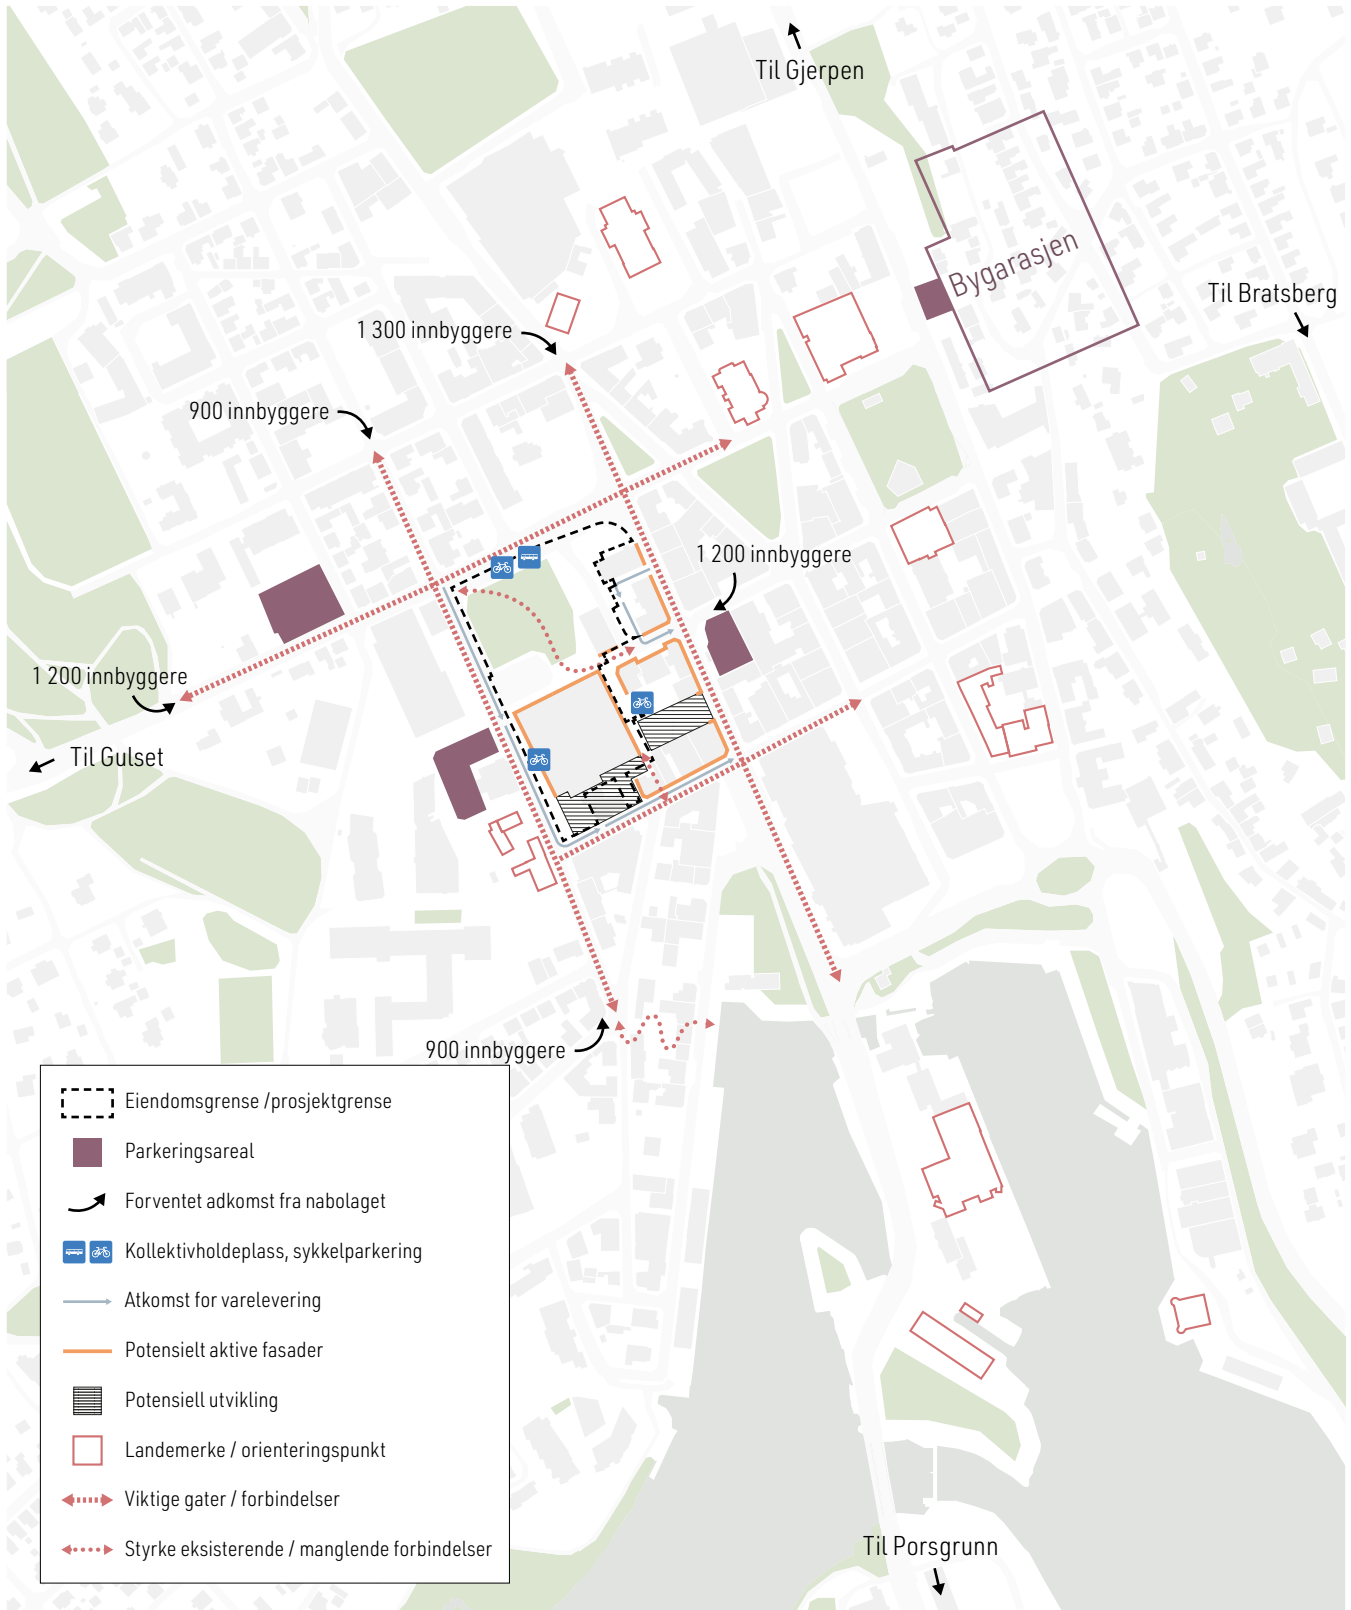 Til Gjerpen
Bygarasjen
Til Bratsberg
1 300 innbyggere
900 innbyggere
1 200 innbyggere
1 200 innbyggere
Til Gulset
900 innbyggere
Eiendomsgrense /prosjektgrense
Parkeringsareal
Forventet adkomst fra nabolaget
Kollektivholdeplass, sykkelparkering
Atkomst for varelevering
Potensielt aktive fasader
Potensiell utvikling
Landemerke / orienteringspunkt
Viktige gater / forbindelser
Styrke eksisterende / manglende forbindelser
Til Porsgrunn